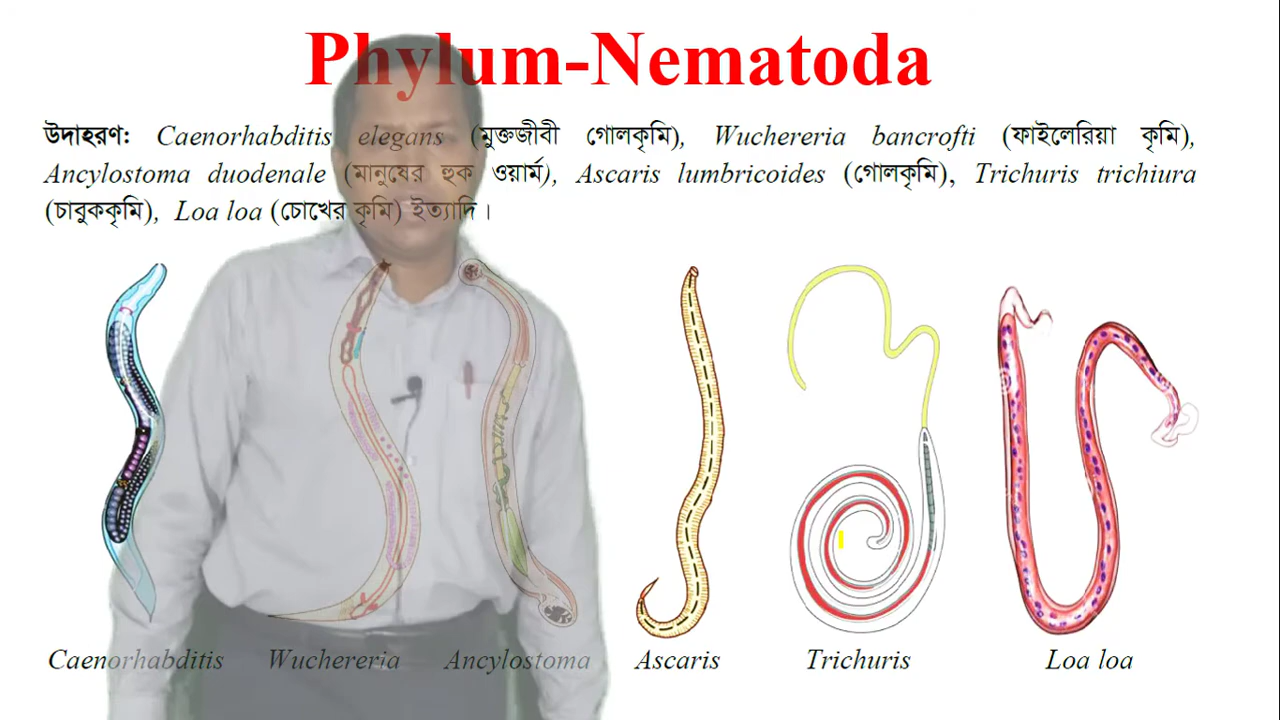 Phylum-Nematoda
উদাহরণ: Caenorhabditis elegans (মুক্তজীবী গোলকৃমি), Wuchereria bancrofti (ফাইলেরিয়া কৃমি),
Ancylostoma duodenale (মানুষের হুক ওয়ার্ম), Ascaris lumbricoides (গোলকৃমি), Trichuris trichiura
(চাবুককৃমি), Loa loa (চোখের কৃমি) ইত্যাদি।
Caenorhabditis Wuchereria Ancylostoma Ascaris Trichuris Loa loa